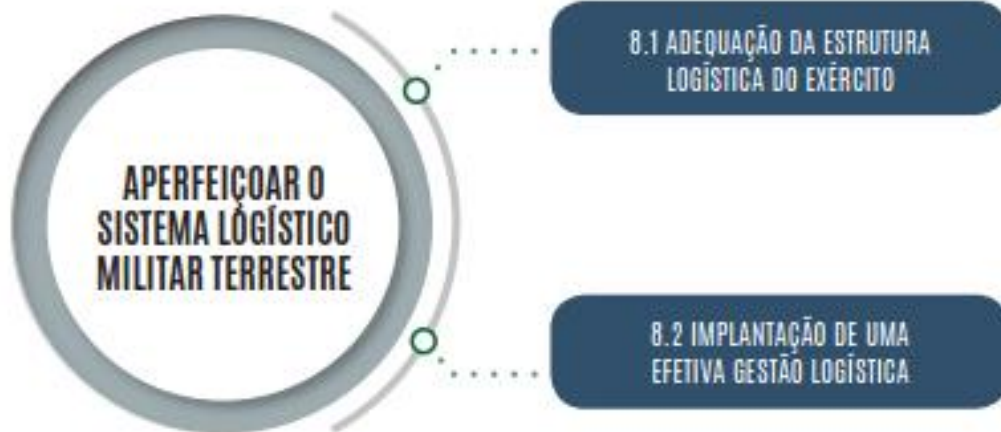 APERFEIÇOAR O
SISTEMA LOGÍSTICO
MILITAR TERRESTRE
8.1 ADEQUAÇÃO DA ESTRUTURA
LOGÍSTICA DO EXÉRCITO
8.2 IMPLANTAÇÃO DE UMA
EFETIVA GESTÃO LOGÍSTICA